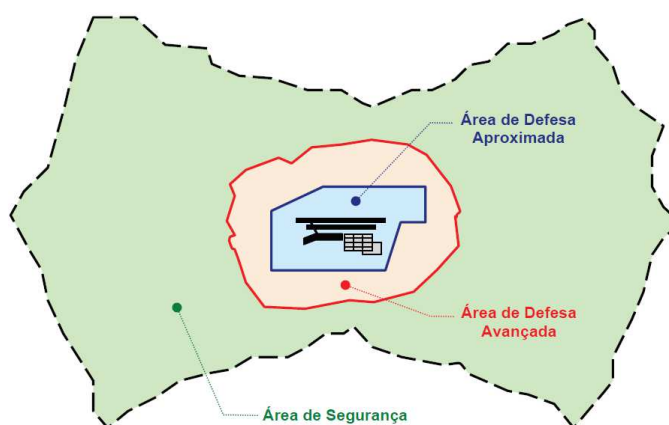 Área de Defesa
Aproximada
Área de Defesa
Avançada
Área de Segurança